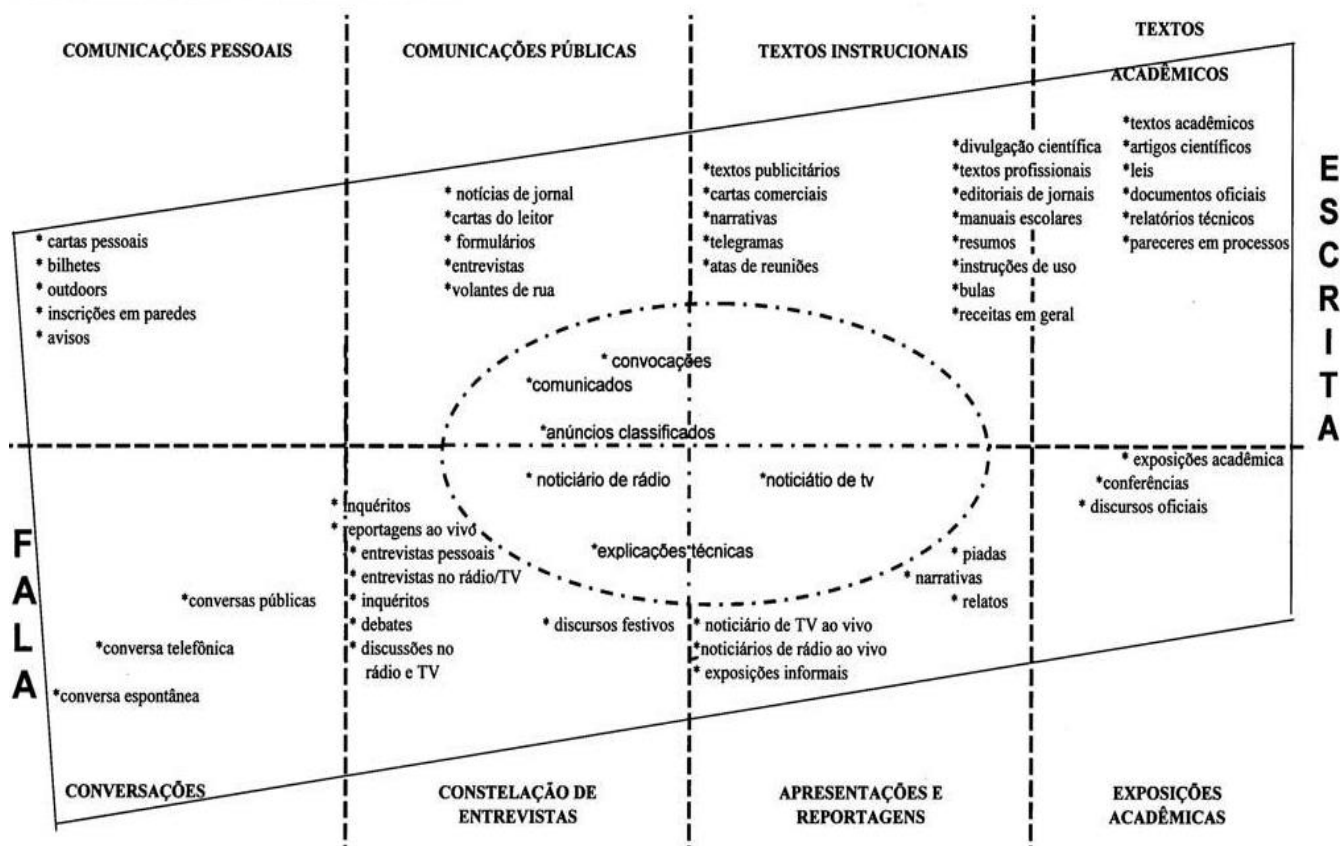 COMUNICAÇÕES PESSOAIS
COMUNICAÇÕES PÚBLICAS
TEXTOS INSTRUCIONAIS
TEXTOS
ACADÊMICOS
* cartas pessoais
* bilhetes
* outdoors
* inscrições em paredes
* avisos
* notícias de jornal
*cartas do leitor
* formulários
*entrevistas
*volantes de rua
*textos publicitários
*cartas comerciais
*narrativas
*telegramas
*atas de reuniões
*divulgação científica
*textos profissionais
*editoriais de jornais
*manuais escolares
*resumos
*instruções de uso
*bulas
*receitas em geral
*textos acadêmicos
*artigos científicos
*leis
*documentos oficiais
*relatórios técnicos
*pareceres em processos
ESCRITA
*convocações
*comunicados
*anúncios classificados
*noticiário de rádio
*noticiátio de tv
*explicações técnicas
FALA
*conversas públicas
*conversa telefônica
*conversa espontânea
* inquéritos
* reportagens ao vivo
* entrevistas pessoais
* entrevistas no rádio/TV
* inquéritos
* debates
* discussões no
rádio e TV
* discursos festivos
* noticiário de TV ao vivo
*noticiários de rádio ao vivo
* exposições informais
* piadas
* narrativas
* relatos
* exposições acadêmica
*conferências
* discursos oficiais
CONVERSAÇÕES
CONSTELAÇÃO DE
ENTREVISTAS
APRESENTAÇÕES E
REPORTAGENS
EXPOSIÇÕES
ACADÊMICAS